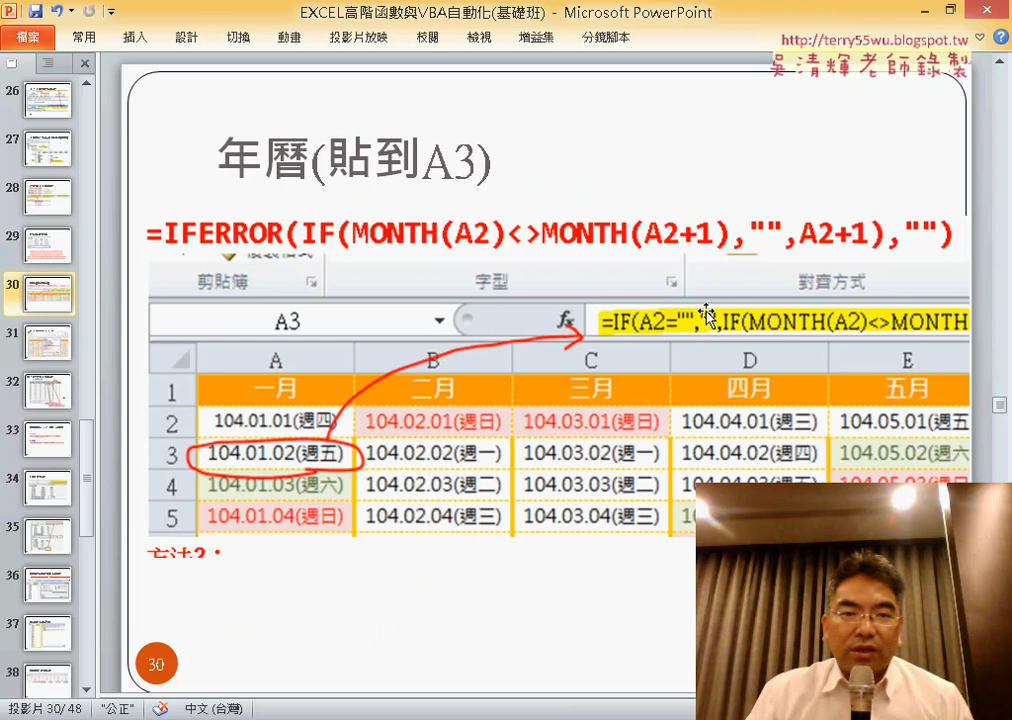 EXCEL高階函數與VBA自動化(基礎班) - Microsoft PowerPoint
檔案 常用 插入 設計 切換 動畫 投影片放映 校閱 檢視 增益集 分鏡腳本
http://terry55wu.blogspot.tw
吳清輝老師錄製
26
27
28
29
30
31
32
33
34
35
36
37
38
年曆(貼到A3)
=IFERROR(IF(MONTH(A2)<>MONTH(A2+1),"",A2+1),"")
剪貼簿 字型 對齊方式
A3 fx =IF(A2="","",IF(MONTH(A2)<>MONTH
A B C D E
1 一月 二月 三月 四月 五月
2 104.01.01(週四) 104.02.01(週日) 104.03.01(週日) 104.04.01(週三) 104.05.01(週五
3 104.01.02(週五) 104.02.02(週一) 104.03.02(週一) 104.04.02(週四) 104.05.02(週六
4 104.01.03(週六) 104.02.03(週二) 104.03.03(週二)
5 104.01.04(週日) 104.02.04(週三) 104.03.04(週三)
方法2：
30
投影片 30/48 "公正" 中文 (台灣)